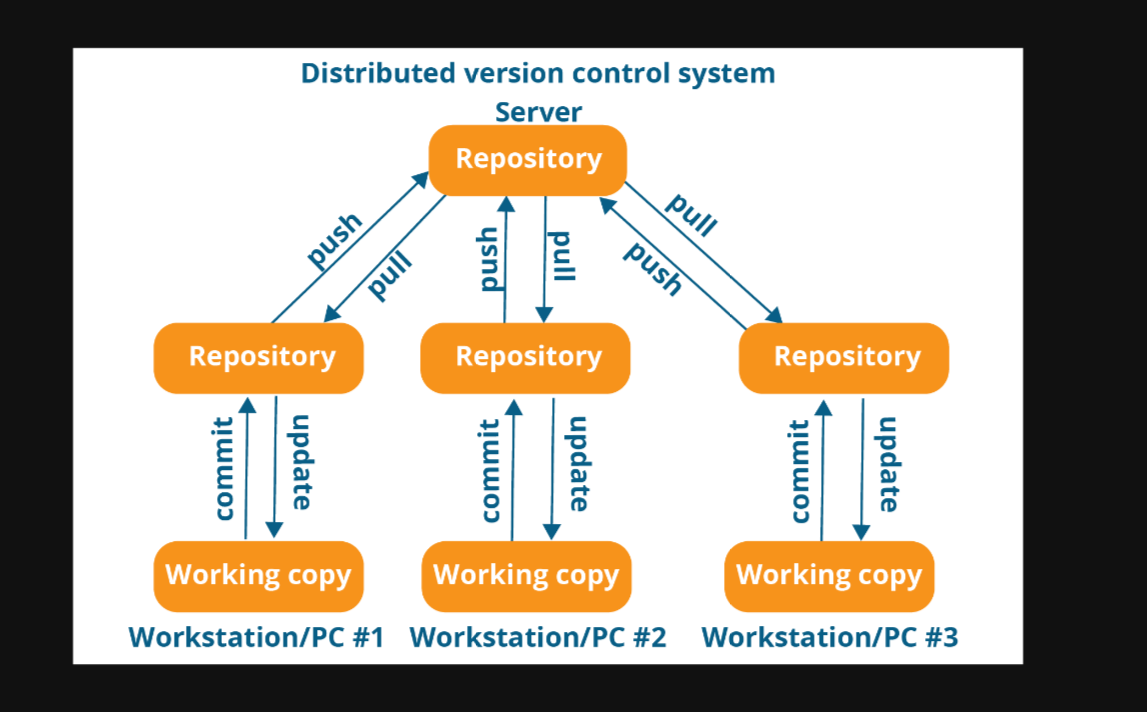 Distributed version control system
Server
Repository
push
pull
push
pull
push
pull
Repository
Repository
Repository
commit
update
commit
update
commit
update
Working copy
Working copy
Working copy
Workstation/PC #1
Workstation/PC #2
Workstation/PC #3